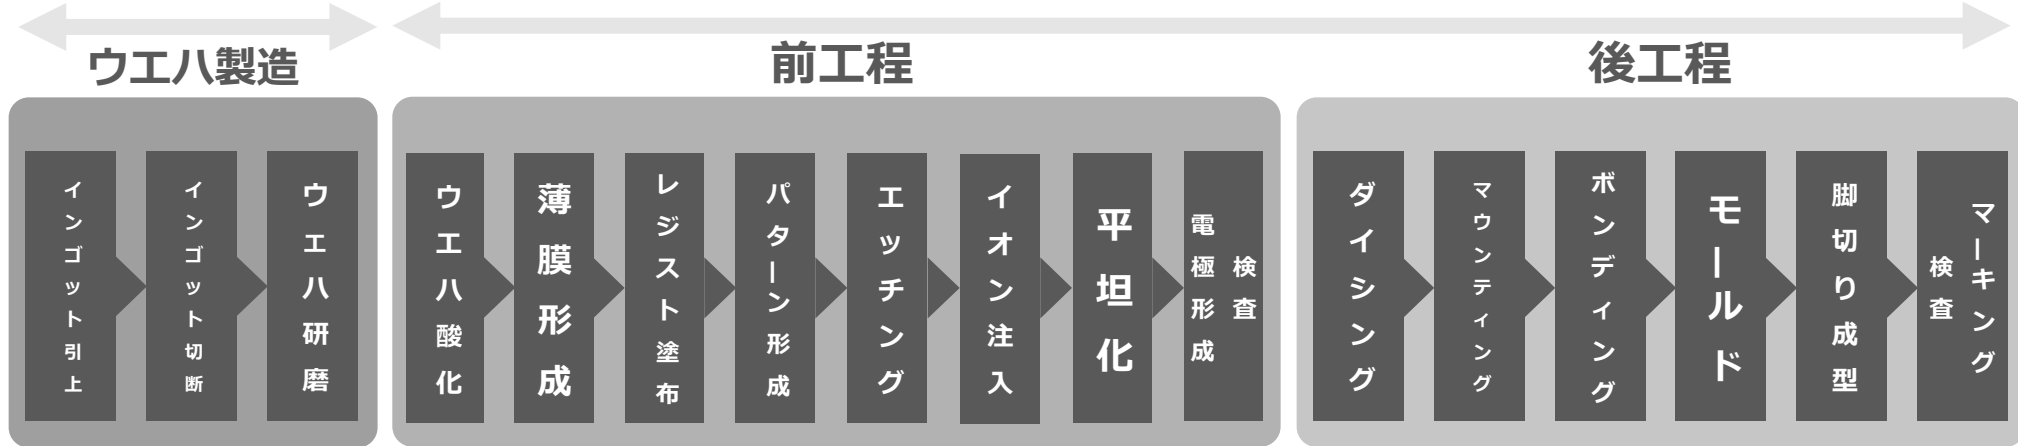 ウエハ製造
前工程
後工程
インゴット引上
インゴット切断
ウエハ研磨
ウエハ酸化
薄膜形成
レジスト塗布
パターン形成
エッチング
イオン注入
平坦化
検査
電極形成
ダイシング
マウンティング
ボンディング
モールド
脚切り成型
マーキング
検査